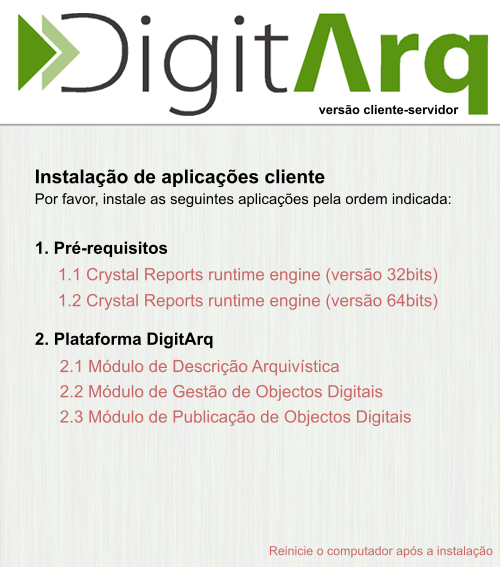 DigitArq
versão cliente-servidor
Instalação de aplicações cliente
Por favor, instale as seguintes aplicações pela ordem indicada:
1. Pré-requisitos
1.1 Crystal Reports runtime engine (versão 32bits)
1.2 Crystal Reports runtime engine (versão 64bits)
2. Plataforma DigitArq
2.1 Módulo de Descrição Arquivística
2.2 Módulo de Gestão de Objectos Digitais
2.3 Módulo de Publicação de Objectos Digitais
Reinicie o computador após a instalação